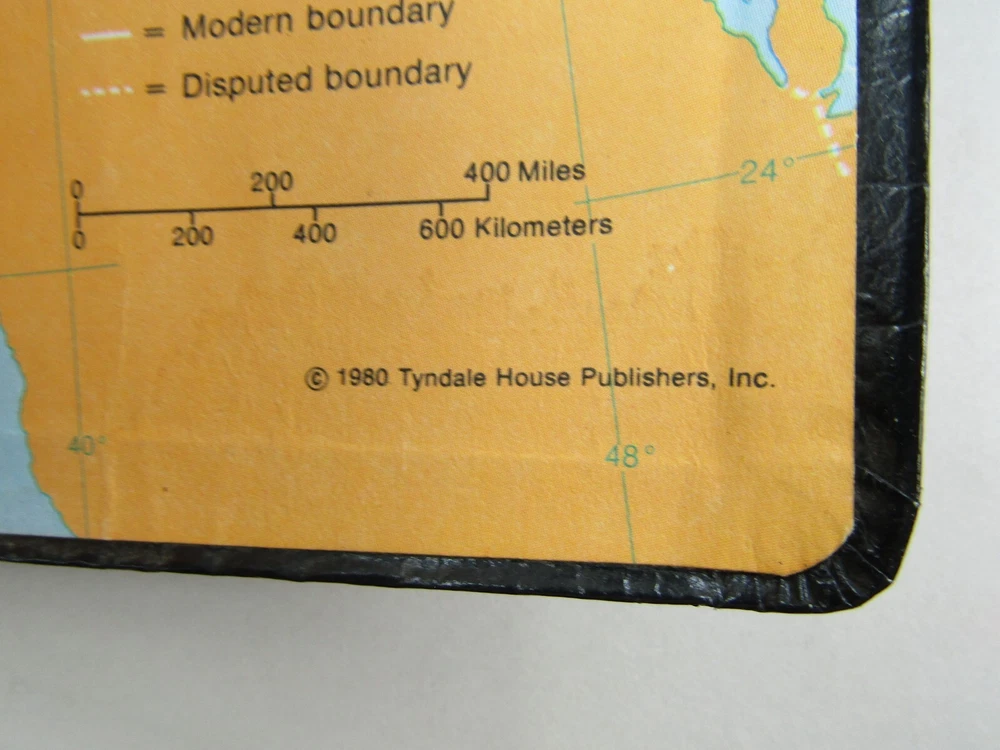 = Modern boundary
= Disputed boundary
24°
0 200 400 Miles
0 200 400 600 Kilometers
© 1980 Tyndale House Publishers, Inc.
40° 48°